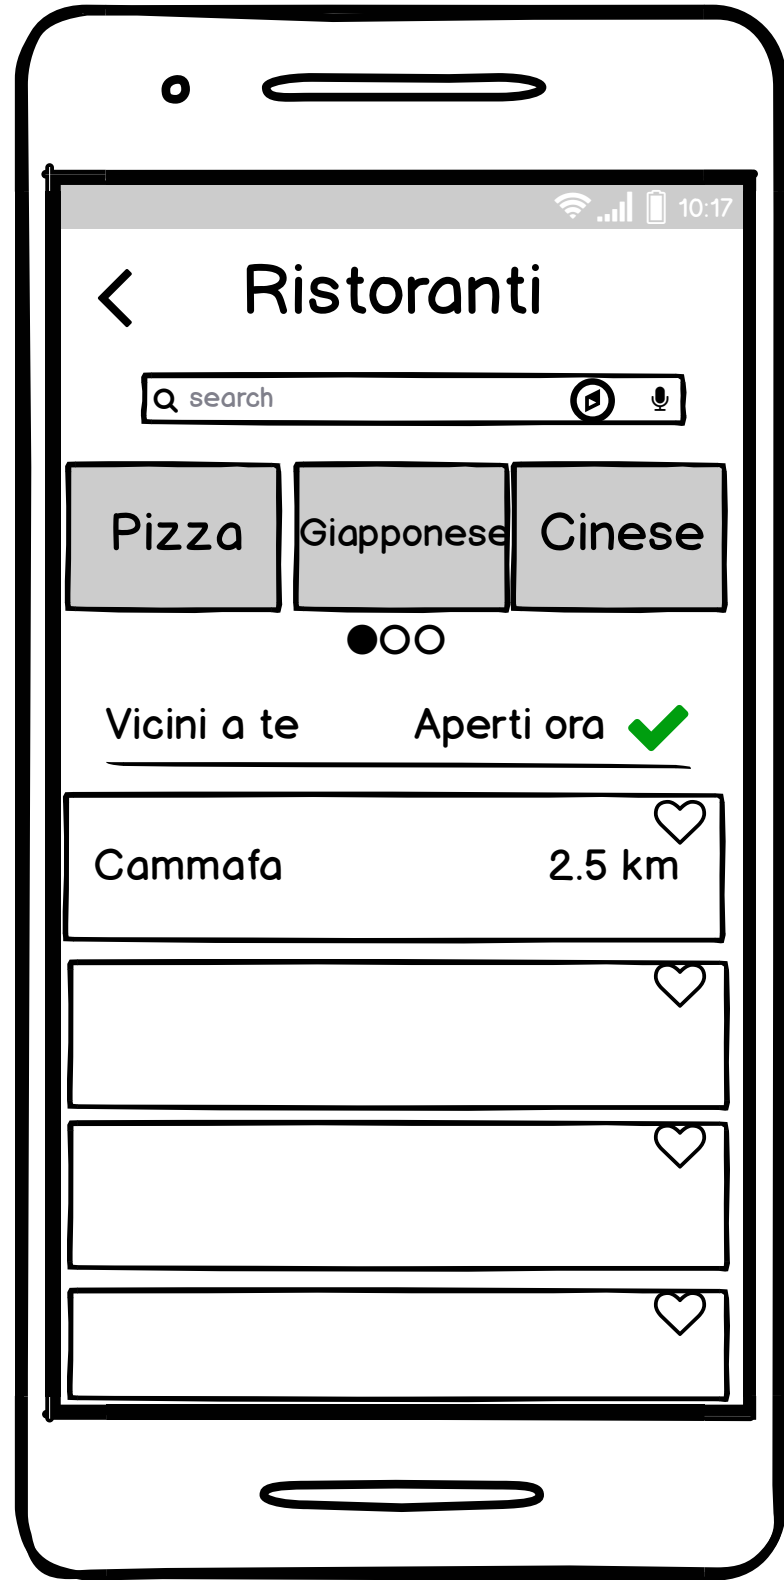 10:17
Ristoranti
search
Pizza
Giapponese
Cinese
Vicini a te
Aperti ora
Cammafa
2.5 km